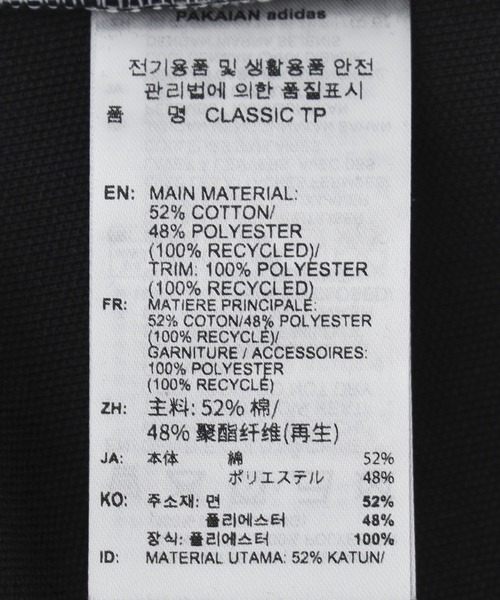 PAKAIAN adidas
전기용품 및 생활용품 안전
관리법에 의한 품질표시
품 명 CLASSIC TP
EN: MAIN MATERIAL:
52% COTTON/
48% POLYESTER
(100% RECYCLED)/
TRIM: 100% POLYESTER
(100% RECYCLED)
FR: MATIERE PRINCIPALE:
52% COTON/48% POLYESTER
(100% RECYCLÉ)/
GARNITURE / ACCESSOIRES:
100% POLYESTER
(100% RECYCLÉ)
ZH: 主料: 52% 棉/
48% 聚酯纤维(再生)
JA: 本体 綿 52%
ポリエステル 48%
KO: 주소재: 면 52%
폴리에스터 48%
장식: 폴리에스터 100%
ID: MATERIAL UTAMA: 52% KATUN/